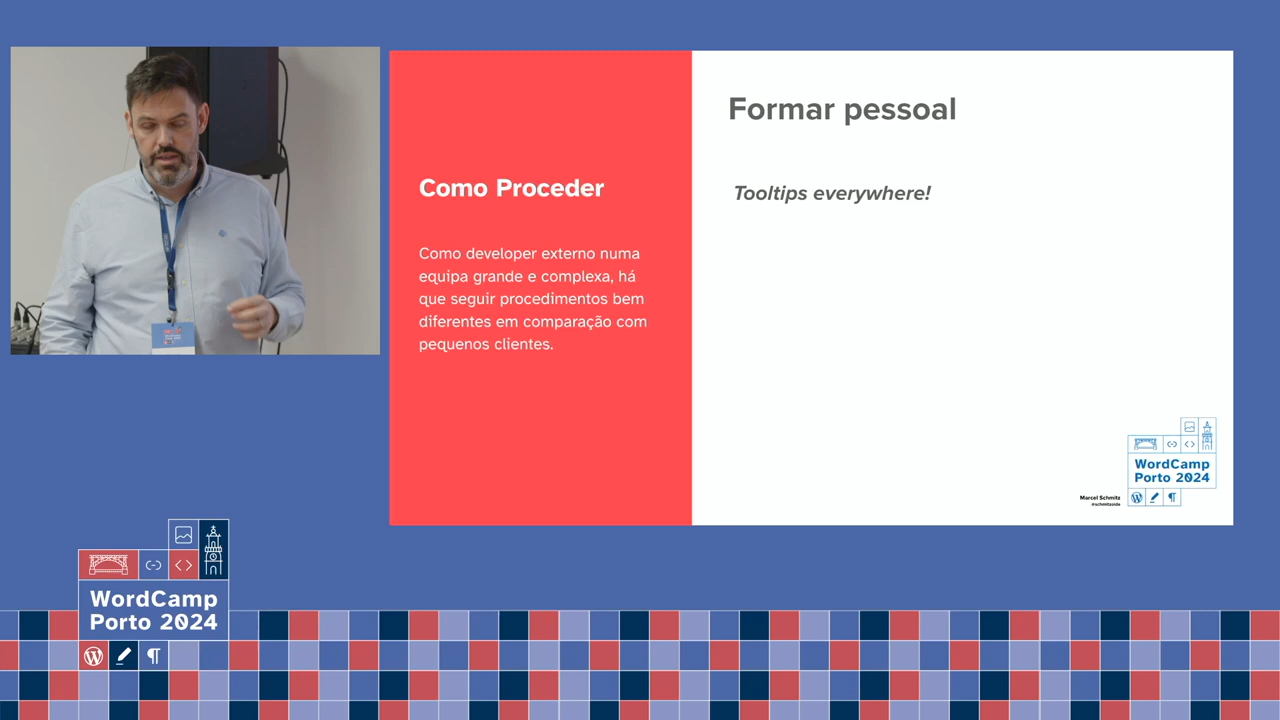 Como Proceder
Como developer externo numa
equipa grande e complexa, há
que seguir procedimentos bem
diferentes em comparação com
pequenos clientes.
Formar pessoal
Tooltips everywhere!
WordCamp
Porto 2024
Marcel Schmitz
@schmitzoide
WordCamp
Porto 2024